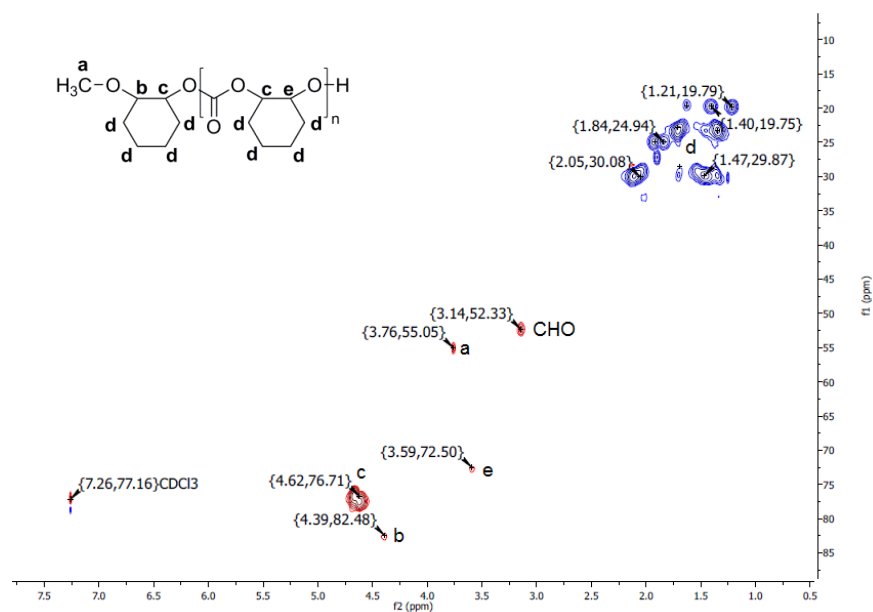 a
H3C O b c O O c e O H
O n
d d d d
d d d d
{1.21,19.79}
{1.84,24.94} {1.40,19.75}
d
{2.05,30.08} {1.47,29.87}
{3.14,52.33} CHO
{3.76,55.05} a
{3.59,72.50} e
{7.26,77.16}CDCl3 {4.62,76.71} c
{4.39,82.48} b
10
15
20
25
30
35
40
45
50
55
60
65
70
75
80
85
f1 (ppm)
7.5 7.0 6.5 6.0 5.5 5.0 4.5 4.0 3.5 3.0 2.5 2.0 1.5 1.0 0.5
f2 (ppm)